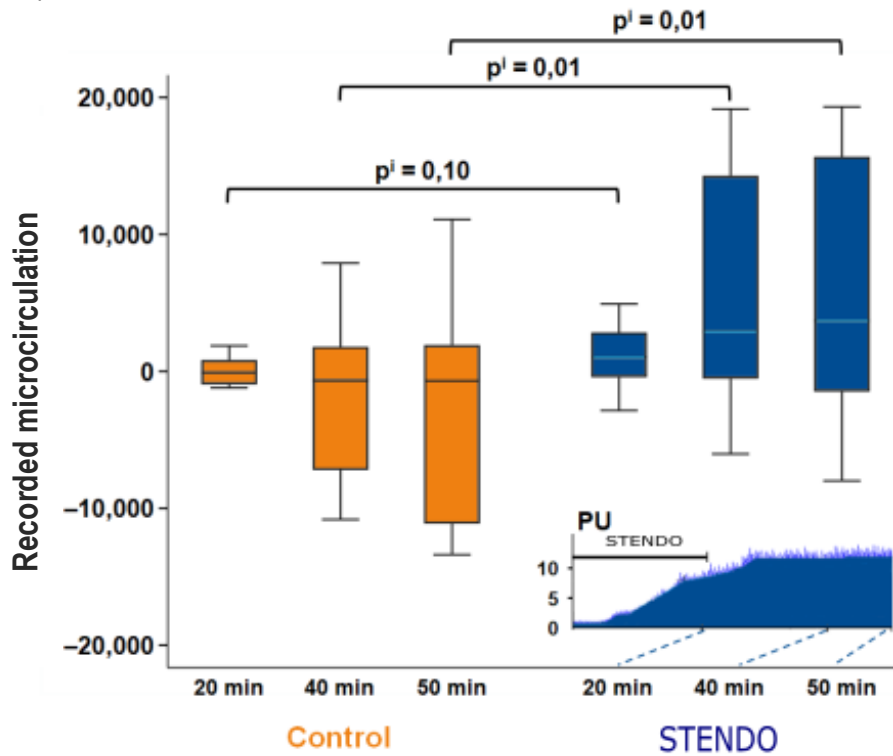 pⁱ = 0,01
pⁱ = 0,01
pⁱ = 0,10
Recorded microcirculation
20,000
10,000
0
–10,000
–20,000
PU
STENDO
10
5
0
20 min 40 min 50 min 20 min 40 min 50 min
Control STENDO